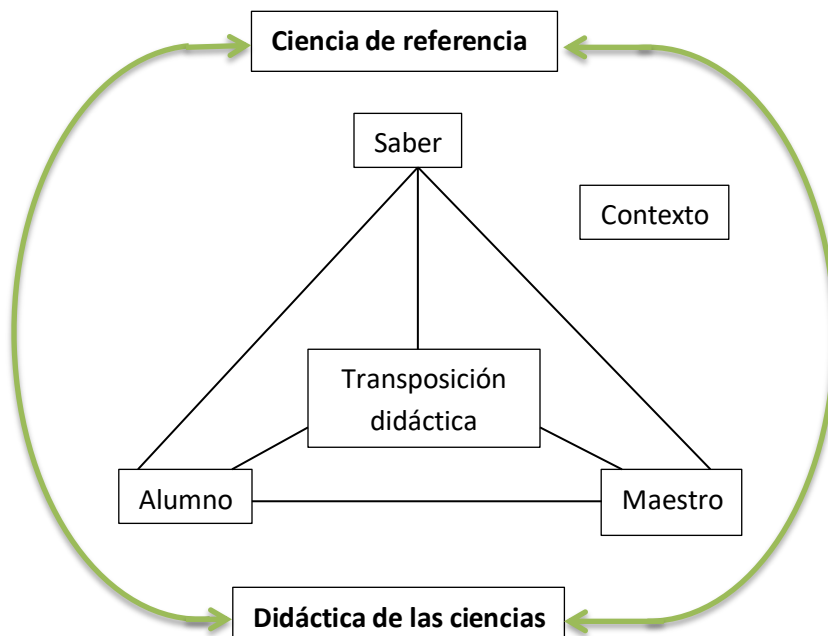 Ciencia de referencia
Saber
Contexto
Transposición
didáctica
Alumno
Maestro
Didáctica de las ciencias